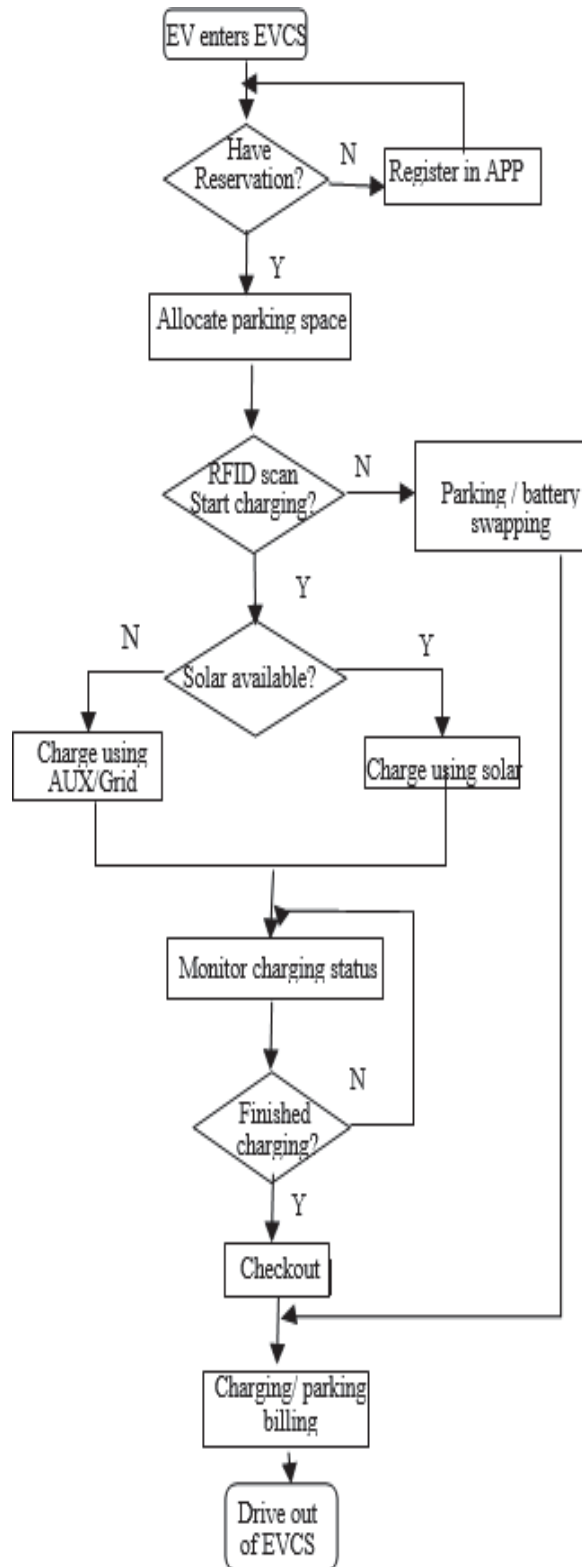 EV enters EVCS
Have
Reservation?
N
Register in APP
Y
Allocate parking space
RFID scan
Start charging?
N
Parking / battery
swapping
Y
N
Solar available?
Y
Charge using
AUX/Grid
Charge using solar
Monitor charging status
N
Finished
charging?
Y
Checkout
Charging/ parking
billing
Drive out
of EVCS